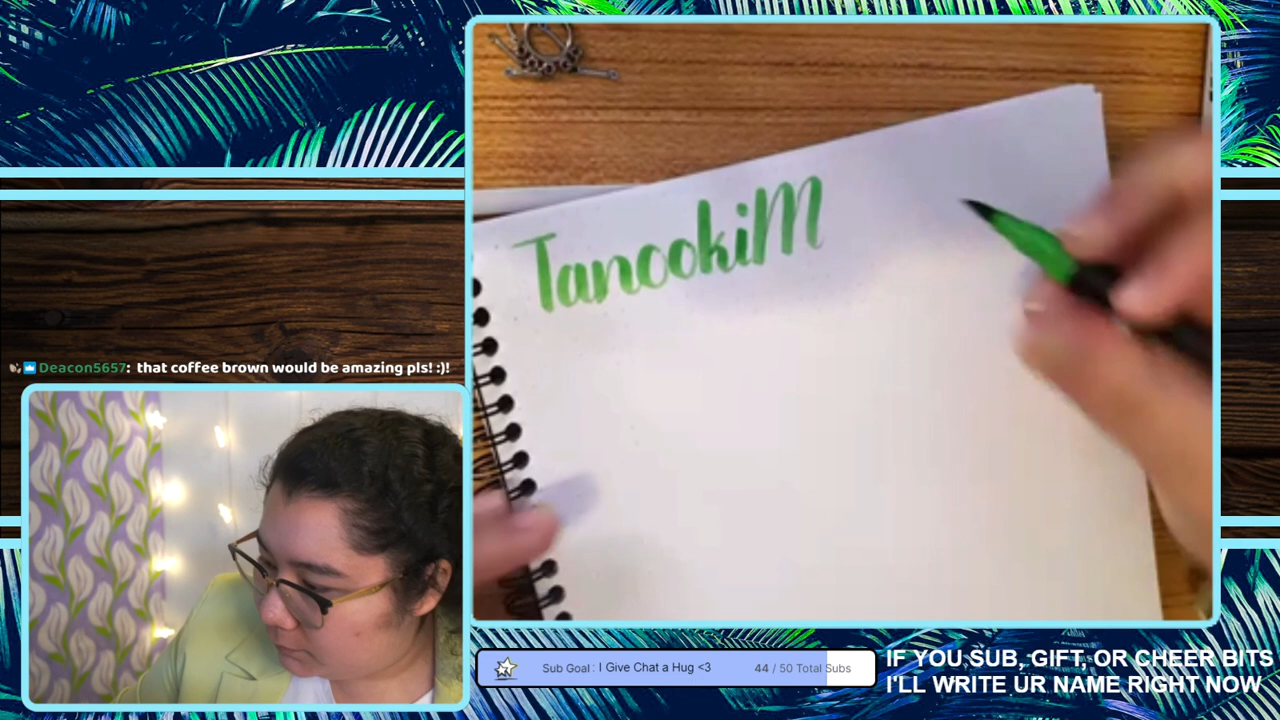 TanookiM
Deacon5657: that coffee brown would be amazing pls! :)!
Sub Goal: I Give Chat a Hug <3 44 / 50 Total Subs
IF YOU SUB, GIFT, OR CHEER BITS
I'LL WRITE UR NAME RIGHT NOW